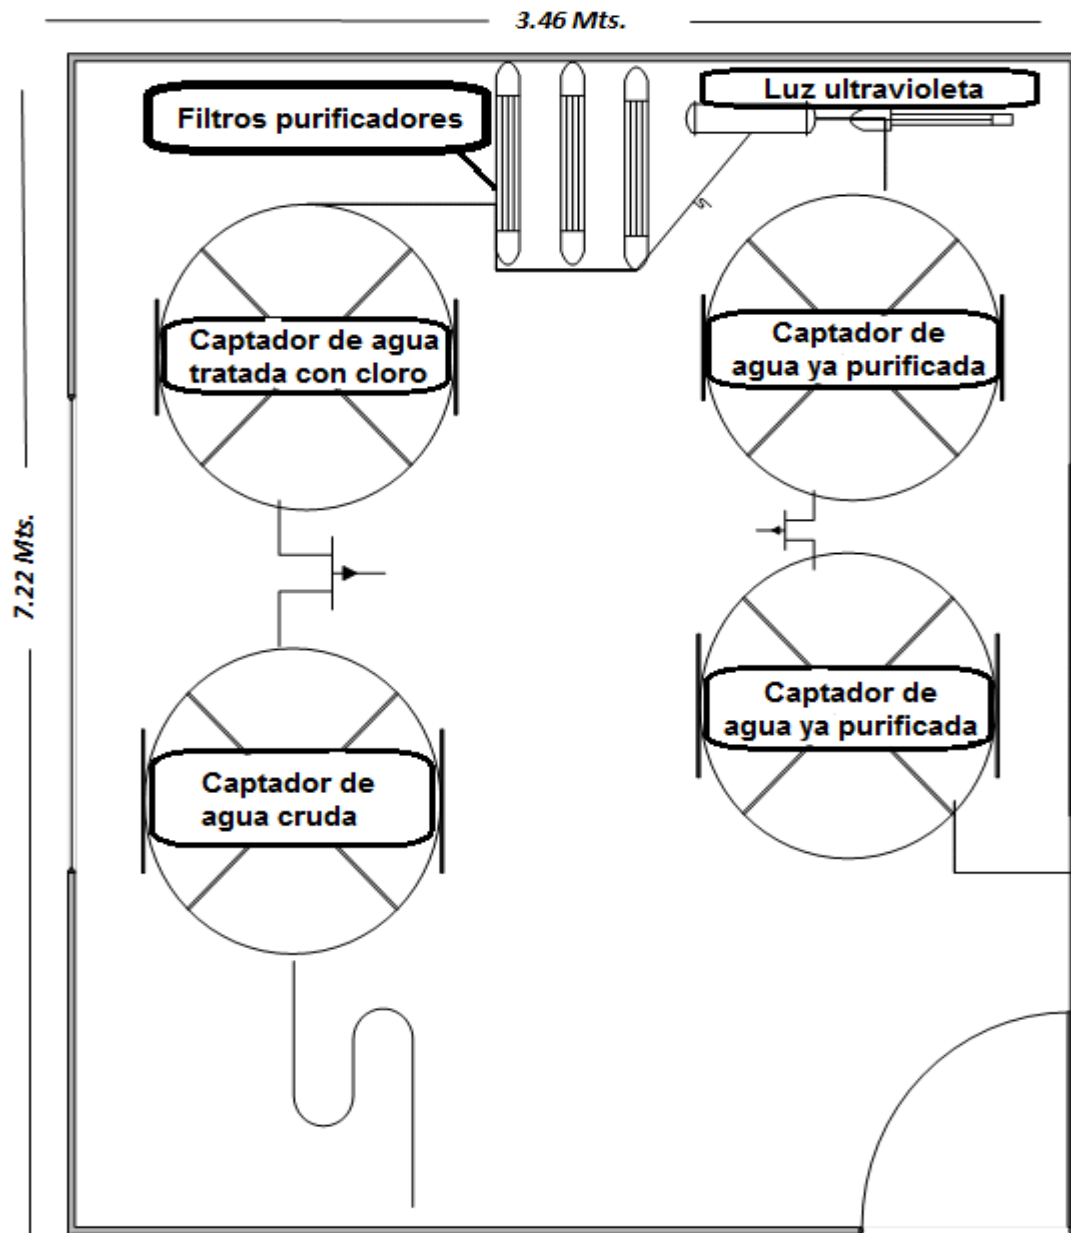 3.46 Mts.
Filtros purificadores
Luz ultravioleta
Captador de agua
tratada con cloro
Captador de
agua ya purificada
7.22 Mts.
Captador de
agua cruda
Captador de
agua ya purificada